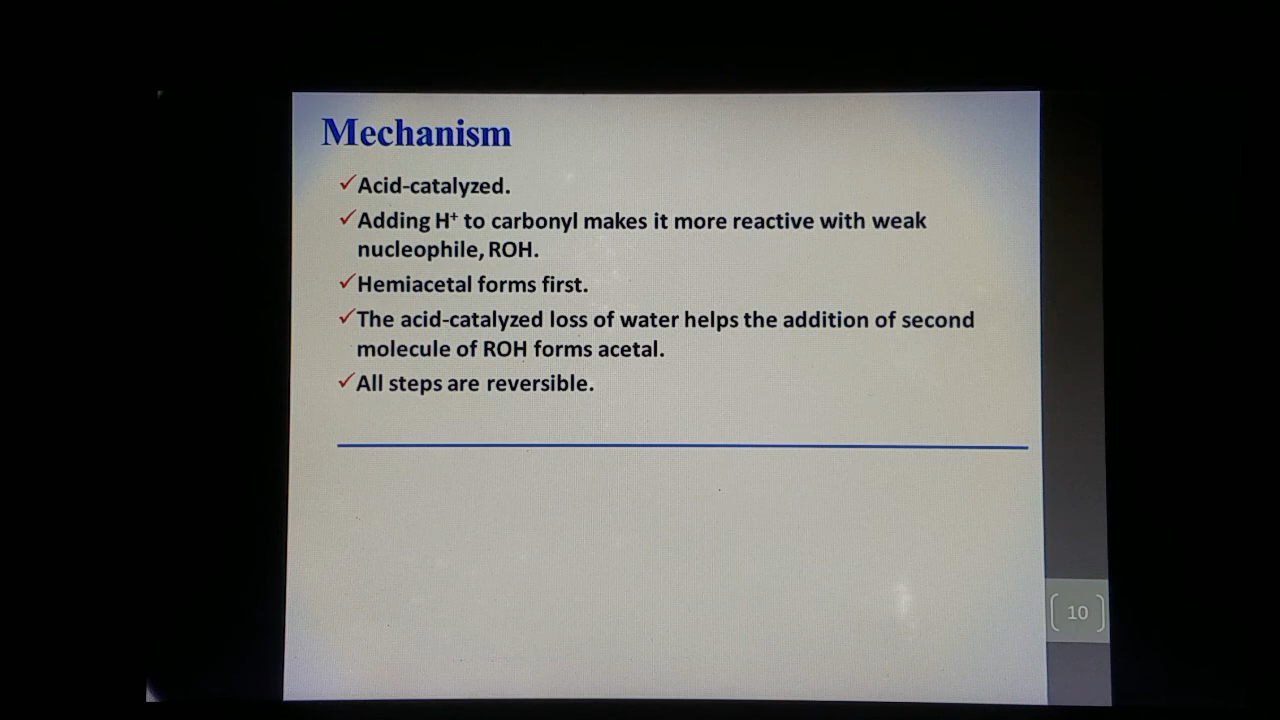 Mechanism
✓Acid-catalyzed.
✓Adding H⁺ to carbonyl makes it more reactive with weak
nucleophile, ROH.
✓Hemiacetal forms first.
✓The acid-catalyzed loss of water helps the addition of second
molecule of ROH forms acetal.
✓All steps are reversible.
[ 10 ]